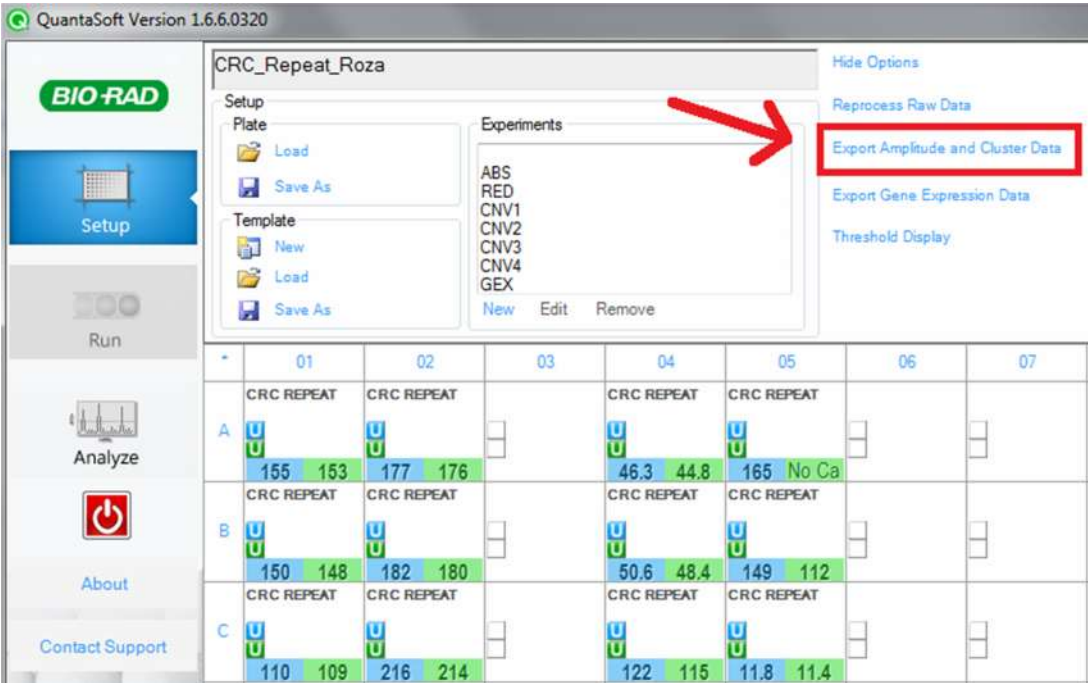 QuantaSoft Version 1.6.6.0320
BIO-RAD
Setup
Run
Analyze
About
Contact Support
CRC_Repeat_Roza
Setup
Plate
Load
Save As
Template
New
Load
Save As
Experiments
ABS
RED
CNV1
CNV2
CNV3
CNV4
GEX
New Edit Remove
Hide Options
Reprocess Raw Data
Export Amplitude and Cluster Data
Export Gene Expression Data
Threshold Display
01 02 03 04 05 06 07
CRC REPEAT CRC REPEAT CRC REPEAT CRC REPEAT
A
U U U U
U U U U
155 153 177 176 46.3 44.8 165 No Ca
CRC REPEAT CRC REPEAT CRC REPEAT CRC REPEAT
B
U U U U
U U U U
150 148 182 180 50.6 48.4 149 112
CRC REPEAT CRC REPEAT CRC REPEAT CRC REPEAT
C
U U U U
U U U U
110 109 216 214 122 115 11.8 11.4